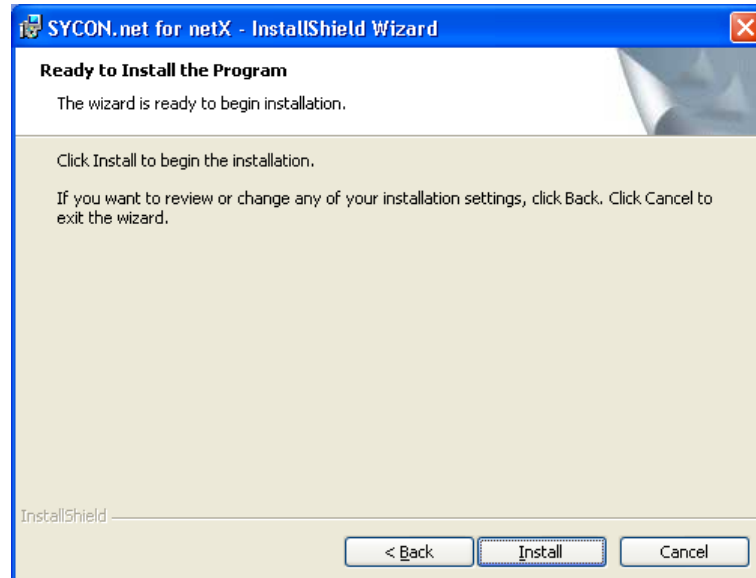 SYCON.net for netX - InstallShield Wizard
Ready to Install the Program
The wizard is ready to begin installation.
Click Install to begin the installation.
If you want to review or change any of your installation settings, click Back. Click Cancel to
exit the wizard.
InstallShield
< Back
Install
Cancel